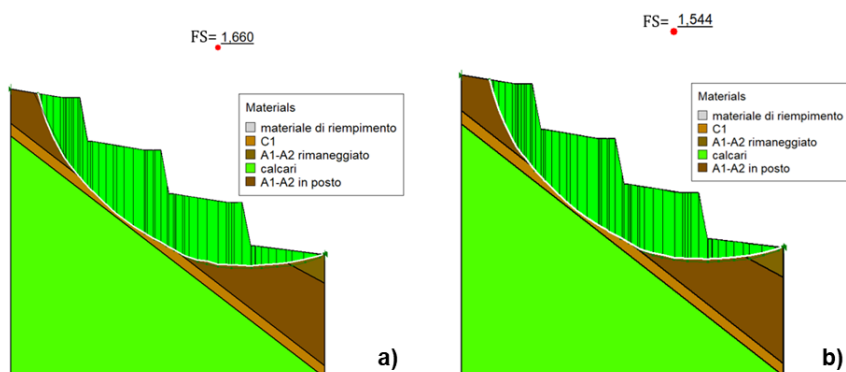 FS= 1,660
Materials
materiale di riempimento
C1
A1-A2 rimaneggiato
calcari
A1-A2 in posto
a)
FS= 1,544
Materials
materiale di riempimento
C1
A1-A2 rimaneggiato
calcari
A1-A2 in posto
b)